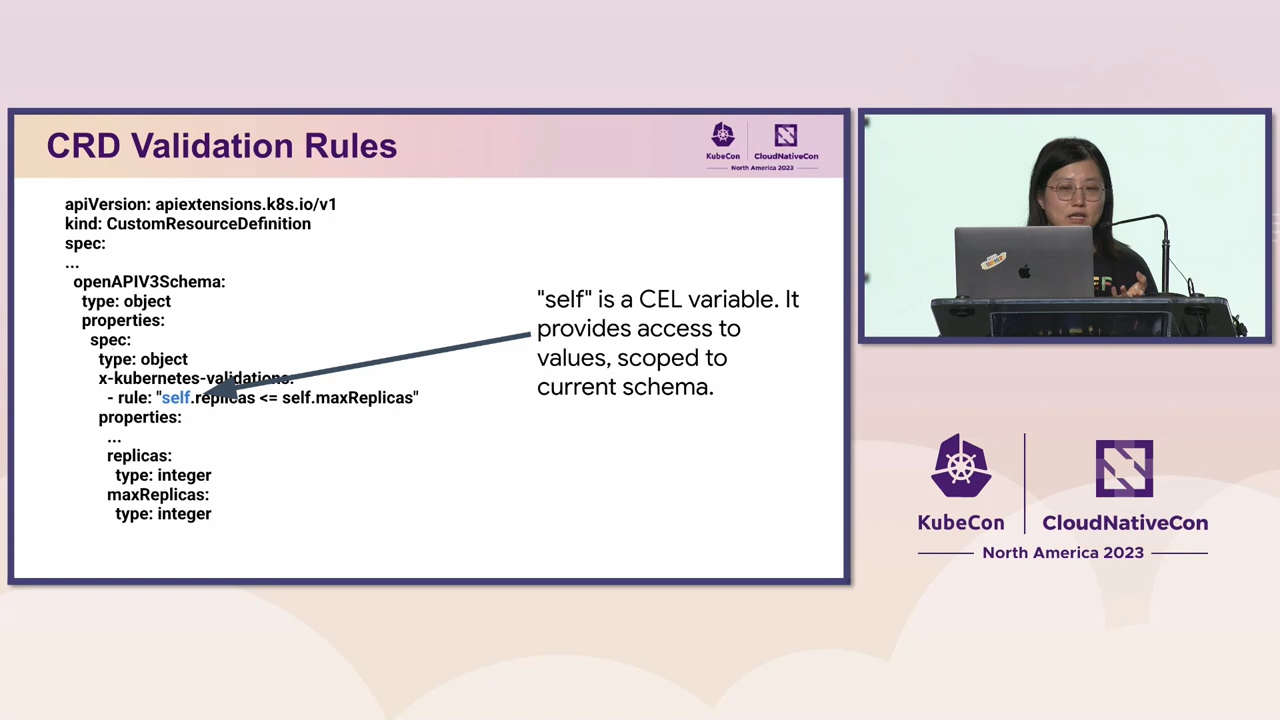 CRD Validation Rules
KubeCon
CloudNativeCon
North America 2023
apiVersion: apiextensions.k8s.io/v1
kind: CustomResourceDefinition
spec:
...
openAPIV3Schema:
type: object
properties:
spec:
type: object
x-kubernetes-validations:
- rule: "self.replicas <= self.maxReplicas"
properties:
...
replicas:
type: integer
maxReplicas:
type: integer
"self" is a CEL variable. It
provides access to
values, scoped to
current schema.
KubeCon
CloudNativeCon
North America 2023